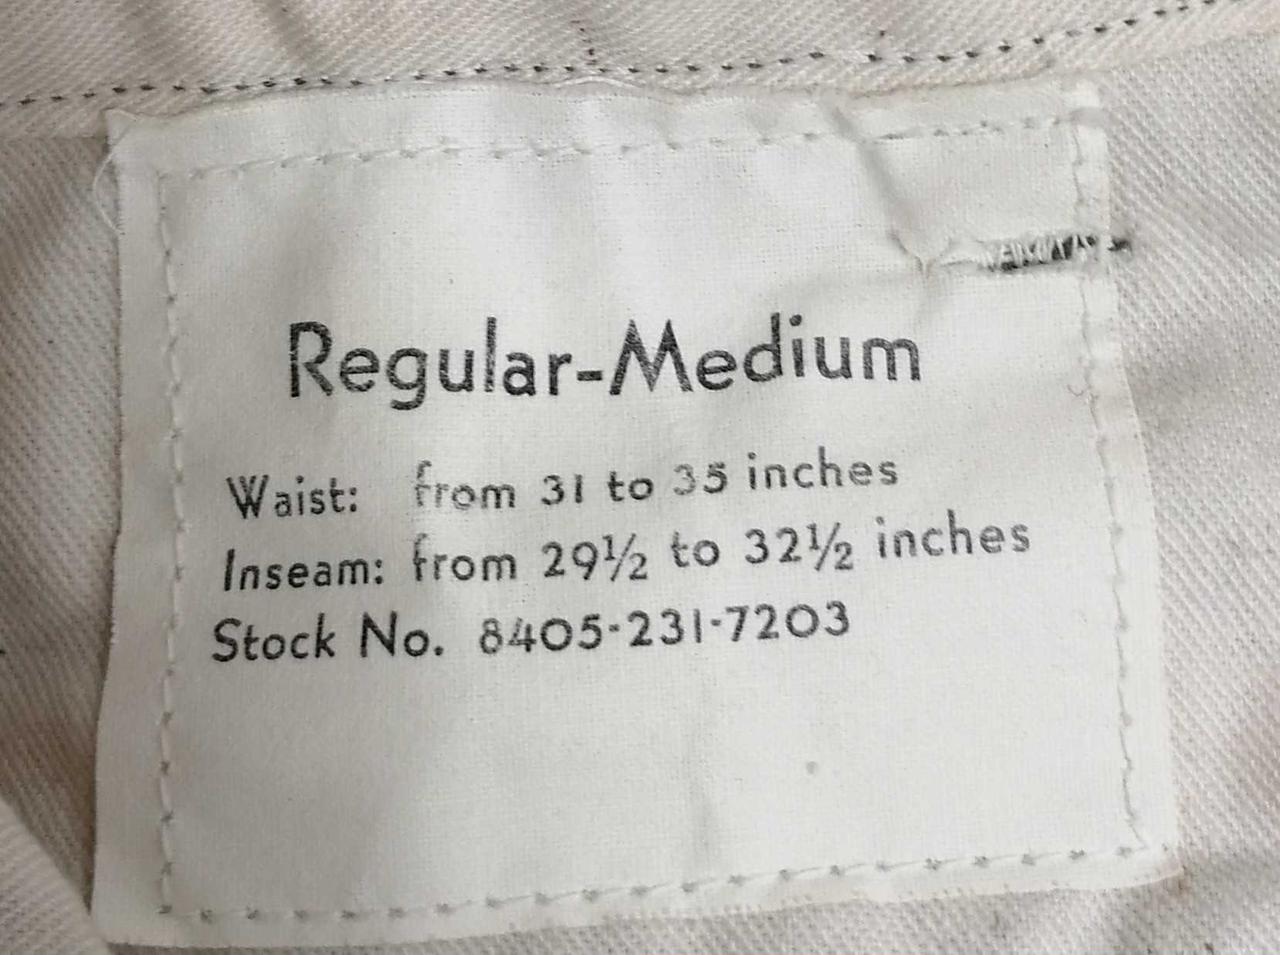 Regular-Medium
Waist: from 31 to 35 inches
Inseam: from 29½ to 32½ inches
Stock No. 8405-231-7203